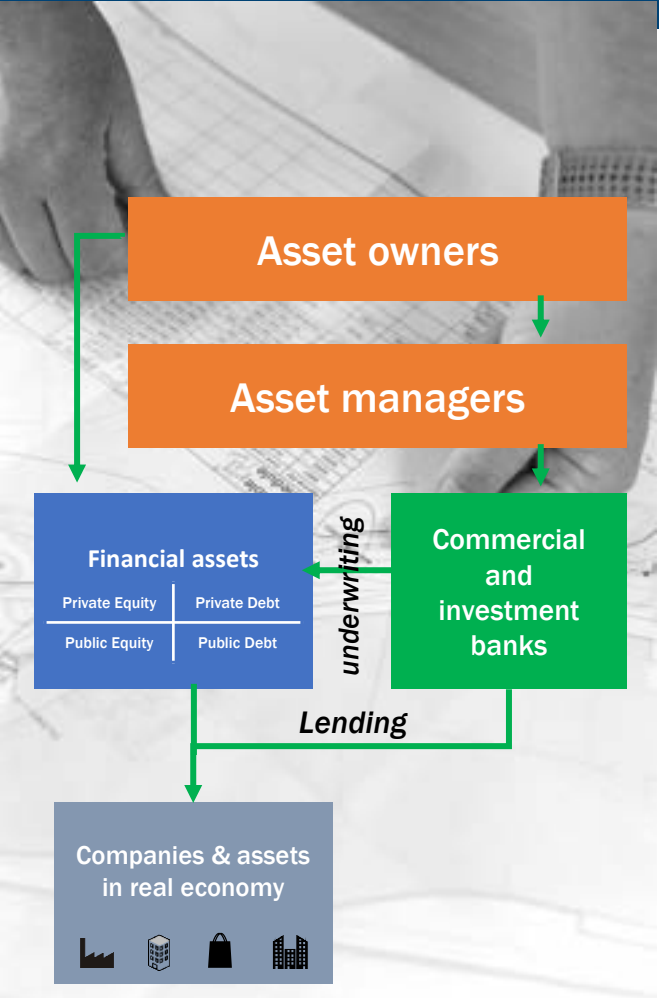 Asset owners
Asset managers
Financial assets
Private Equity
Private Debt
Public Equity
Public Debt
underwriting
Commercial
and
investment
banks
Lending
Companies & assets
in real economy